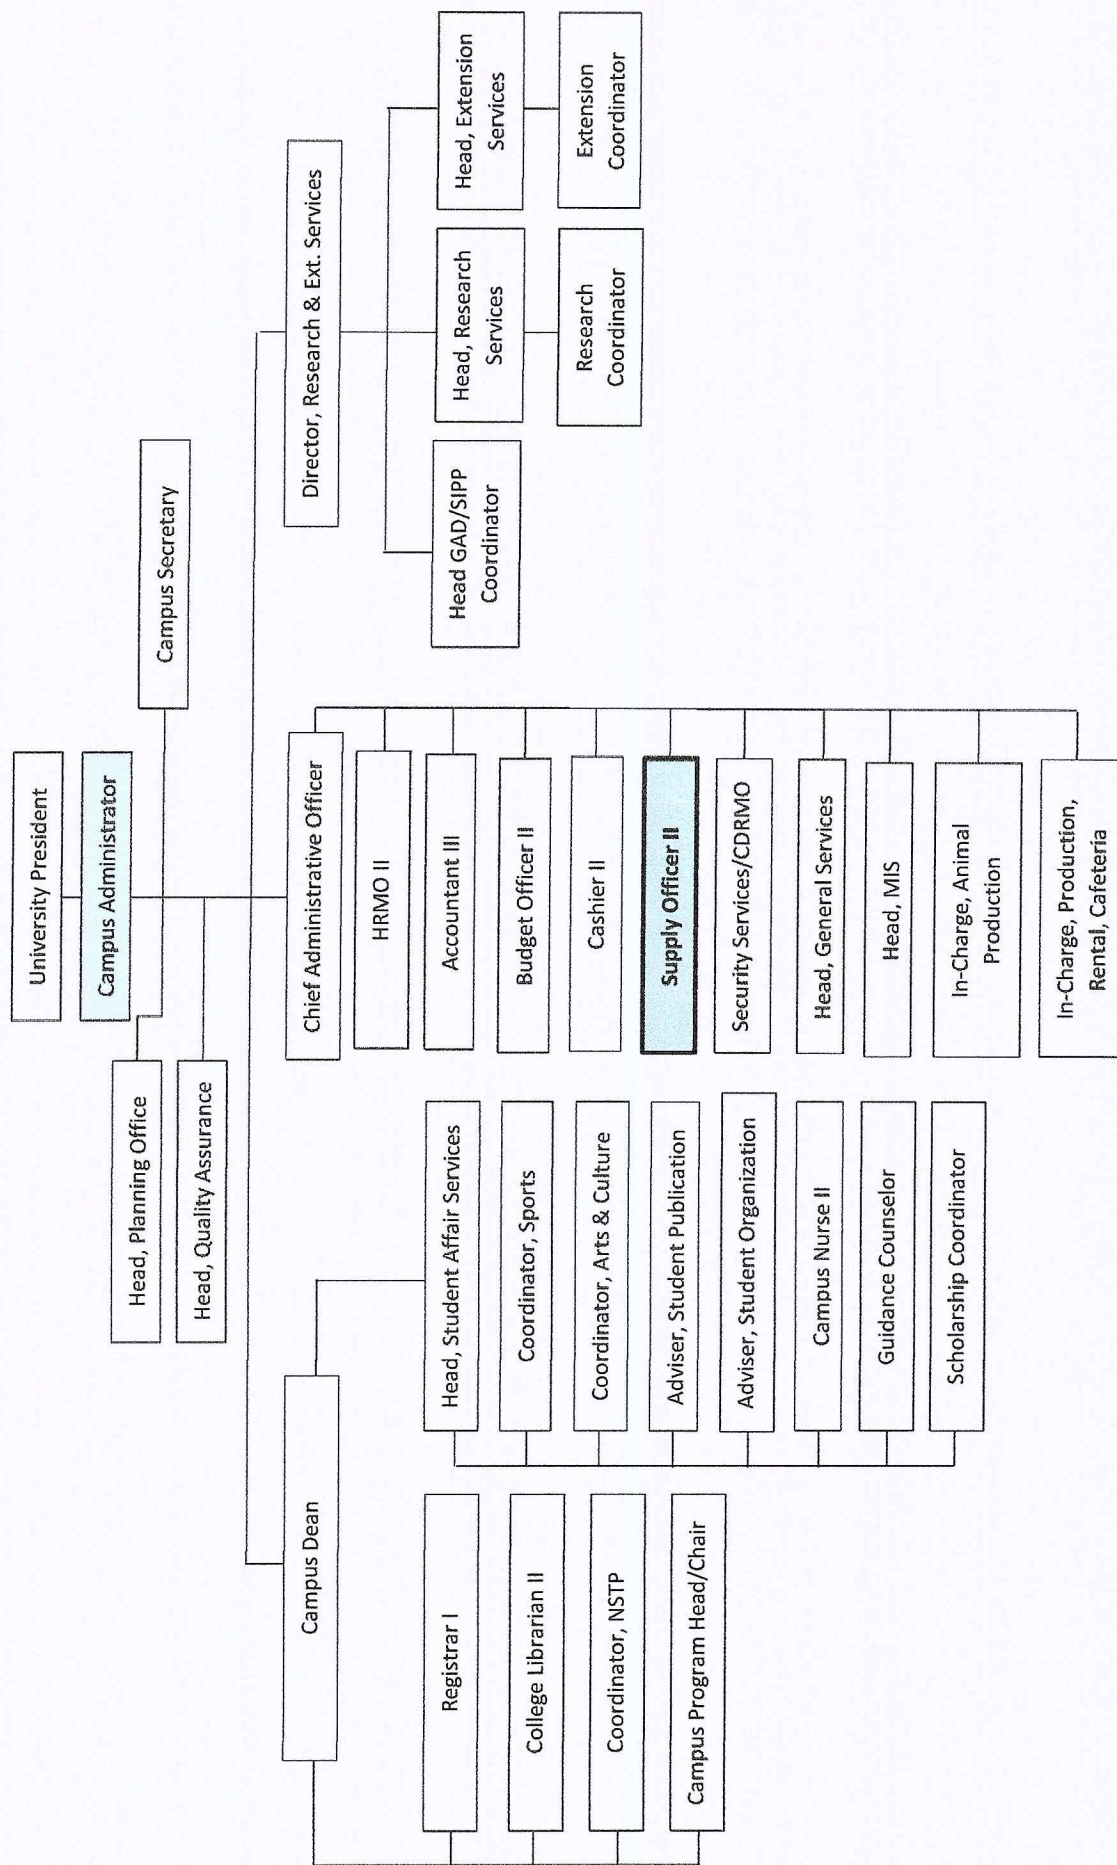 University President
Campus Administrator
Campus Secretary
Head, Planning Office
Head, Quality Assurance
Campus Dean
Chief Administrative Officer
Director, Research & Ext. Services
Registrar I
College Librarian II
Coordinator, NSTP
Campus Program Head/Chair
Head, Student Affair Services
Coordinator, Sports
Coordinator, Arts & Culture
Adviser, Student Publication
Adviser, Student Organization
Campus Nurse II
Guidance Counselor
Scholarship Coordinator
HRMO II
Accountant III
Budget Officer II
Cashier II
Supply Officer II
Security Services/CDRMO
Head, General Services
Head, MIS
In-Charge, Animal
Production
In-Charge, Production,
Rental, Cafeteria
Head GAD/SIPP
Coordinator
Head, Research
Services
Research
Coordinator
Head, Extension
Services
Extension
Coordinator